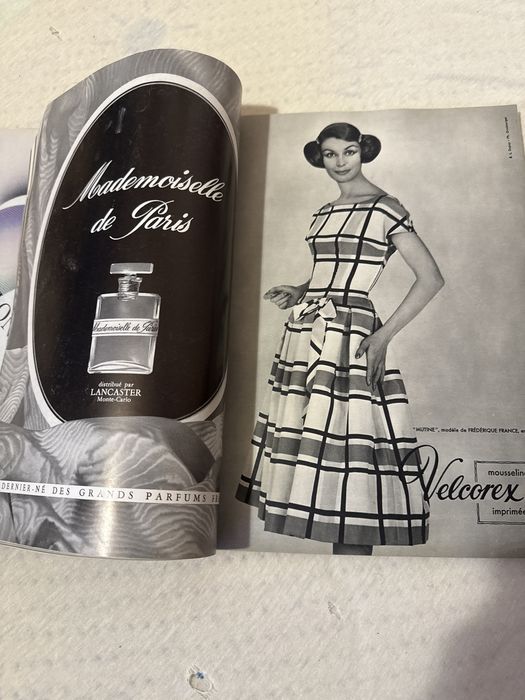 Mademoiselle
de Paris
Mademoiselle de Paris
distribué par
LANCASTER
Monte-Carlo
DERNIER-NÉ DES GRANDS PARFUMS
"MUTINE", modèle de FRÉDÉRIQUE FRANCE, en
mousseline
Velcorex
imprimée